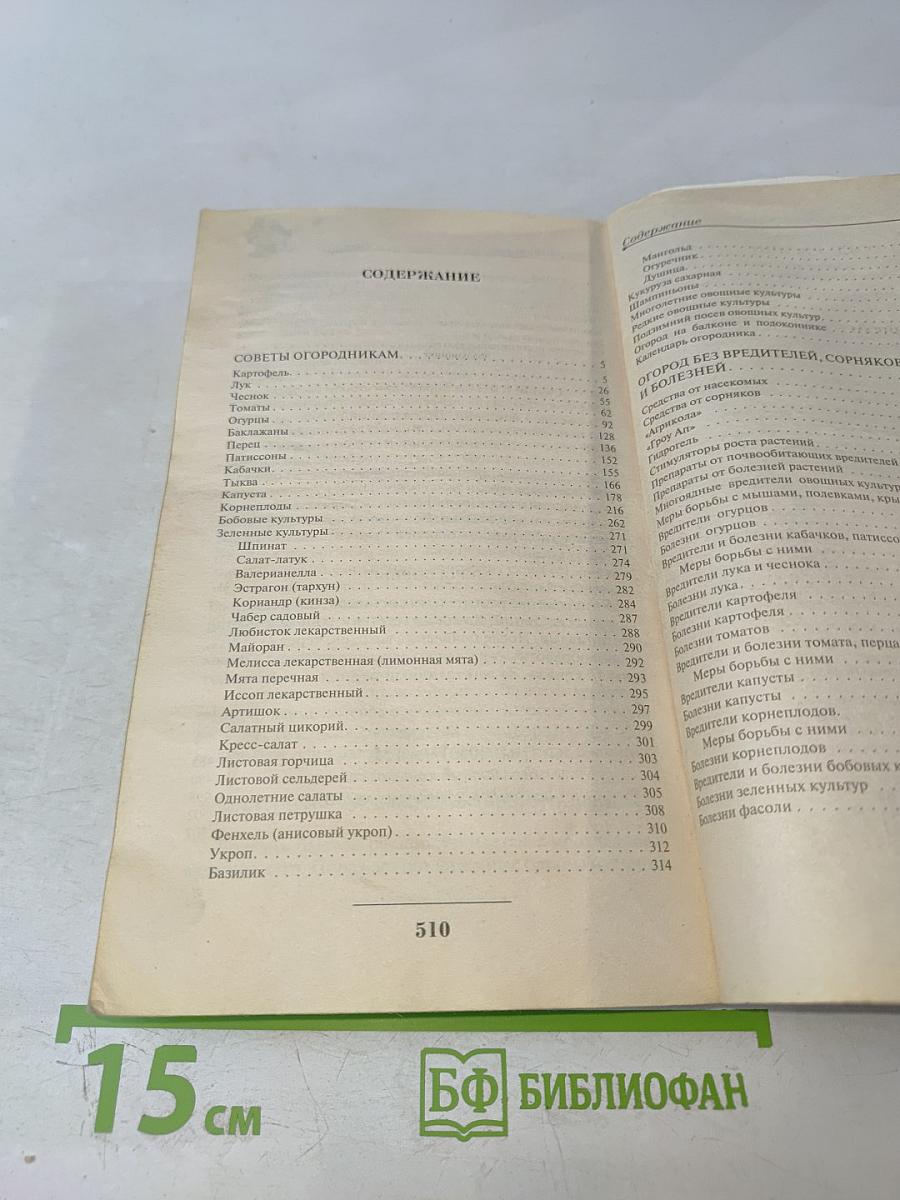 СОДЕРЖАНИЕ
СОВЕТЫ ОГОРОДНИКАМ. . . . . . . . . . 5
Картофель. . . . . . . . . . 5
Лук . . . . . . . . . . 26
Чеснок . . . . . . . . . . 55
Томаты . . . . . . . . . . 62
Огурцы . . . . . . . . . . 92
Баклажаны . . . . . . . . . . 128
Перец . . . . . . . . . . 136
Патиссоны . . . . . . . . . . 152
Кабачки . . . . . . . . . . 155
Тыква . . . . . . . . . . 166
Капуста . . . . . . . . . . 178
Корнеплоды . . . . . . . . . . 216
Бобовые культуры . . . . . . . . . . 262
Зеленные культуры . . . . . . . . . . 271
Шпинат . . . . . . . . . . 271
Салат-латук . . . . . . . . . . 274
Валерианелла . . . . . . . . . . 279
Эстрагон (тархун) . . . . . . . . . . 282
Кориандр (кинза) . . . . . . . . . . 284
Чабер садовый . . . . . . . . . . 287
Любисток лекарственный . . . . . . . . . . 288
Майоран . . . . . . . . . . 290
Мелисса лекарственная (лимонная мята) . . . . . . . . . . 292
Мята перечная . . . . . . . . . . 293
Иссоп лекарственный . . . . . . . . . . 295
Артишок . . . . . . . . . . 297
Салатный цикорий. . . . . . . . . . 299
Кресс-салат . . . . . . . . . . 301
Листовая горчица . . . . . . . . . . 303
Листовой сельдерей . . . . . . . . . . 304
Однолетние салаты . . . . . . . . . . 305
Листовая петрушка . . . . . . . . . . 308
Фенхель (анисовый укроп) . . . . . . . . . . 310
Укроп. . . . . . . . . . 312
Базилик . . . . . . . . . . 314
510
Содержание
Мангольд . . . . . . . . . .
Огуречник . . . . . . . . . .
Душица. . . . . . . . . .
Кукуруза сахарная . . . . . . . . . .
Шампиньоны . . . . . . . . . .
Многолетние овощные культуры . . . . . . . . . .
Редкие овощные культуры . . . . . . . . . .
Подзимний посев овощных культур . . . . . . . . . .
Огород на балконе и подоконнике . . . . . . . . . .
Календарь огородника . . . . . . . . . .
ОГОРОД БЕЗ ВРЕДИТЕЛЕЙ, СОРНЯКОВ
И БОЛЕЗНЕЙ . . . . . . . . . .
Средства от насекомых . . . . . . . . . .
Средства от сорняков . . . . . . . . . .
«Агрикола» . . . . . . . . . .
«Гроу Ап» . . . . . . . . . .
Гидрогель . . . . . . . . . .
Стимуляторы роста растений . . . . . . . . . .
Препараты от почвообитающих вредителей
Препараты от болезней растений . . . . . . . . . .
Многоядные вредители овощных культур
Меры борьбы с мышами, полевками, кры
Вредители огурцов . . . . . . . . . .
Болезни огурцов . . . . . . . . . .
Вредители и болезни кабачков, патиссо
Меры борьбы с ними . . . . . . . . . .
Вредители лука и чеснока . . . . . . . . . .
Болезни лука. . . . . . . . . .
Вредители картофеля . . . . . . . . . .
Болезни картофеля . . . . . . . . . .
Болезни томатов . . . . . . . . . .
Вредители и болезни томата, перца
Меры борьбы с ними . . . . . . . . . .
Вредители капусты . . . . . . . . . .
Болезни капусты . . . . . . . . . .
Вредители корнеплодов.
Меры борьбы с ними . . . . . . . . . .
Болезни корнеплодов . . . . . . . . . .
Вредители и болезни бобовых к
Болезни зеленных культур . . . . . . . . . .
Болезни фасоли . . . . . . . . . .
15 см
БФ БИБЛИОФАН